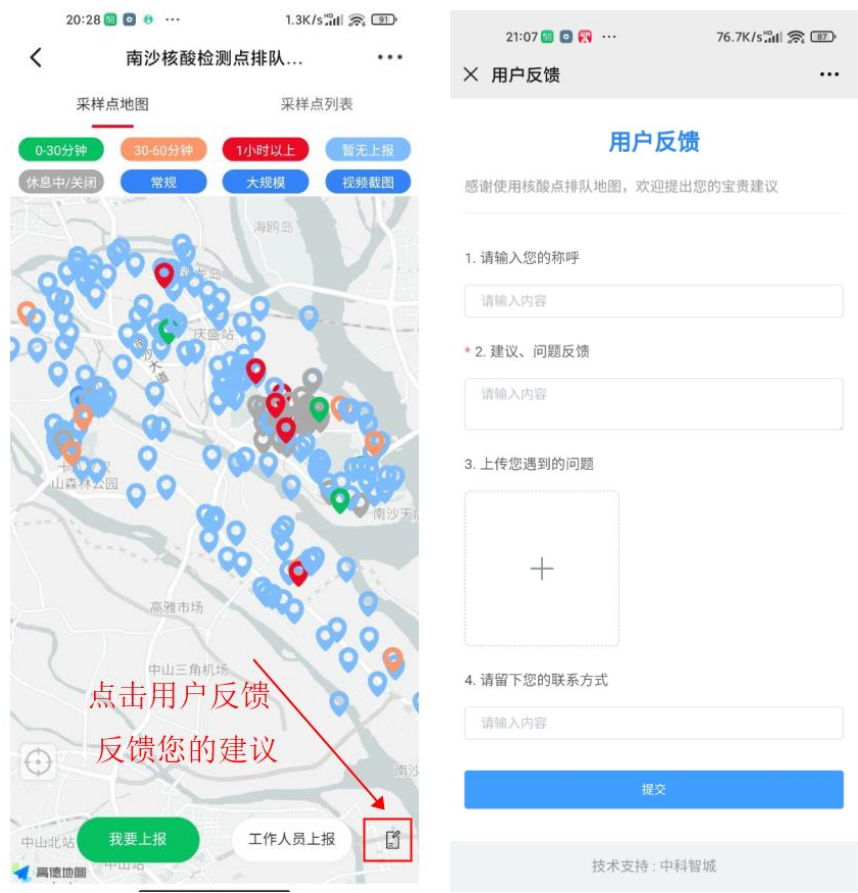 20:28
1.3K/s
91
南沙核酸检测点排队...
采样点地图
采样点列表
0-30分钟
30-60分钟
1小时以上
暂无上报
休息中/关闭
常规
大规模
视频截图
海鸥岛
庆盛站
山森林公园
南沙天后
高雅市场
中山三角机场
点击用户反馈
反馈您的建议
南沙
中山北站
我要上报
工作人员上报
中山站
高德地图
21:07
76.7K/s
87
用户反馈
用户反馈
感谢使用核酸点排队地图，欢迎提出您的宝贵建议
1. 请输入您的称呼
请输入内容
* 2. 建议、问题反馈
请输入内容
3. 上传您遇到的问题
4. 请留下您的联系方式
请输入内容
提交
技术支持 : 中科智城